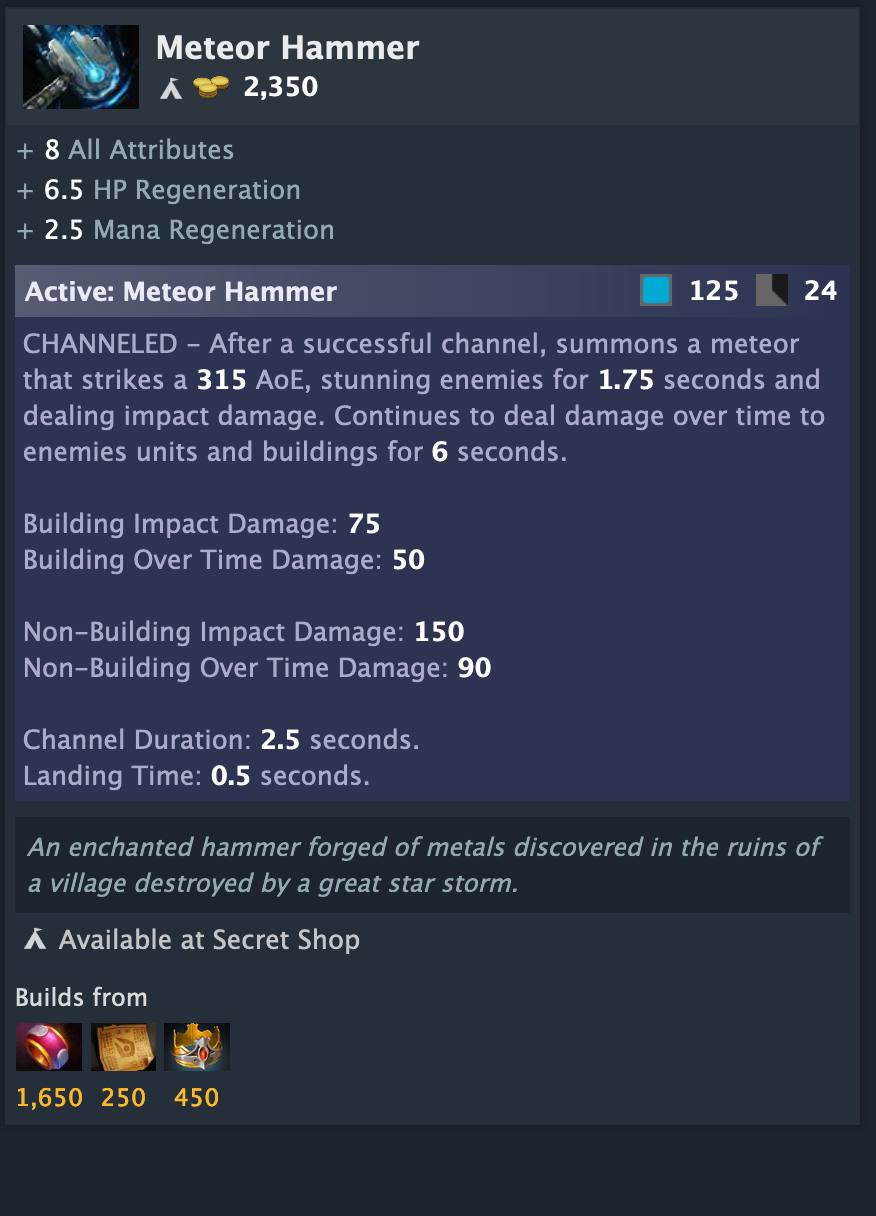 Meteor Hammer
2,350
+ 8 All Attributes
+ 6.5 HP Regeneration
+ 2.5 Mana Regeneration
Active: Meteor Hammer 125 24
CHANNELED – After a successful channel, summons a meteor
that strikes a 315 AoE, stunning enemies for 1.75 seconds and
dealing impact damage. Continues to deal damage over time to
enemies units and buildings for 6 seconds.
Building Impact Damage: 75
Building Over Time Damage: 50
Non-Building Impact Damage: 150
Non-Building Over Time Damage: 90
Channel Duration: 2.5 seconds.
Landing Time: 0.5 seconds.
An enchanted hammer forged of metals discovered in the ruins of
a village destroyed by a great star storm.
Available at Secret Shop
Builds from
1,650 250 450